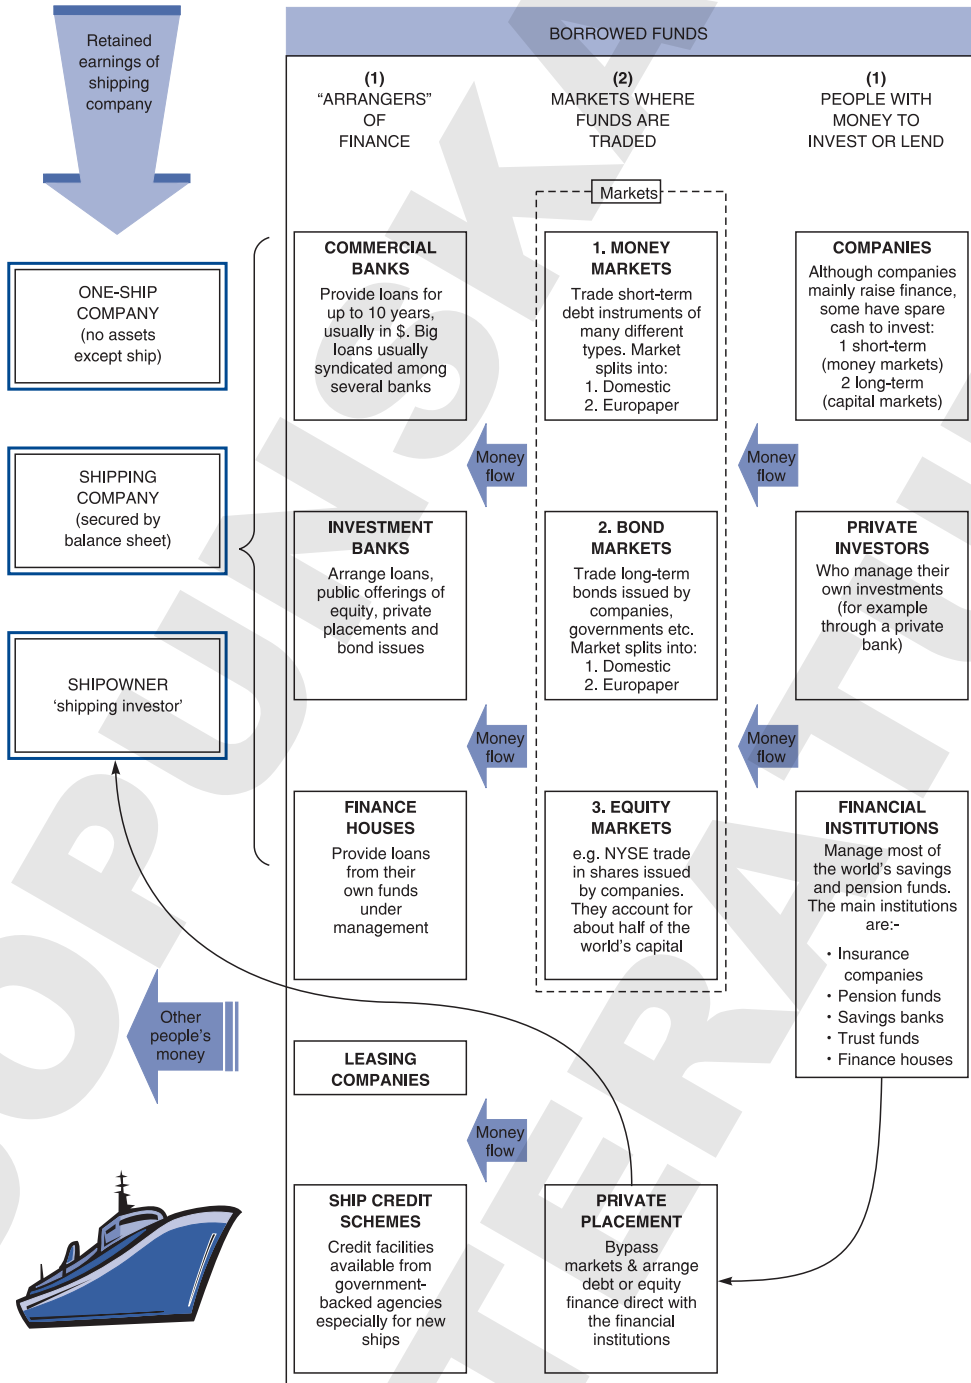 Retained
earnings of
shipping
company
ONE-SHIP
COMPANY
(no assets
except ship)
SHIPPING
COMPANY
(secured by
balance sheet)
SHIPOWNER
‘shipping investor’
Other
people’s
money
BORROWED FUNDS
(1)
“ARRANGERS”
OF
FINANCE
COMMERCIAL
BANKS
Provide loans for
up to 10 years,
usually in $. Big
loans usually
syndicated among
several banks
INVESTMENT
BANKS
Arrange loans,
public offerings of
equity, private
placements and
bond issues
FINANCE
HOUSES
Provide loans
from their
own funds
under
management
LEASING
COMPANIES
SHIP CREDIT
SCHEMES
Credit facilities
available from
government-
backed agencies
especially for new
ships
Money
flow
Money
flow
Money
flow
(2)
MARKETS WHERE
FUNDS ARE
TRADED
Markets
1. MONEY
MARKETS
Trade short-term
debt instruments of
many different
types. Market
splits into:
1. Domestic
2. Europaper
2. BOND
MARKETS
Trade long-term
bonds issued by
companies,
governments etc.
Market splits into:
1. Domestic
2. Europaper
3. EQUITY
MARKETS
e.g. NYSE trade
in shares issued
by companies.
They account for
about half of the
world’s capital
PRIVATE
PLACEMENT
Bypass
markets & arrange
debt or equity
finance direct with
the financial
institutions
Money
flow
Money
flow
(1)
PEOPLE WITH
MONEY TO
INVEST OR LEND
COMPANIES
Although companies
mainly raise finance,
some have spare
cash to invest:
1 short-term
(money markets)
2 long-term
(capital markets)
PRIVATE
INVESTORS
Who manage their
own investments
(for example
through a private
bank)
FINANCIAL
INSTITUTIONS
Manage most of
the world’s savings
and pension funds.
The main institutions
are:-
• Insurance
companies
• Pension funds
• Savings banks
• Trust funds
• Finance houses